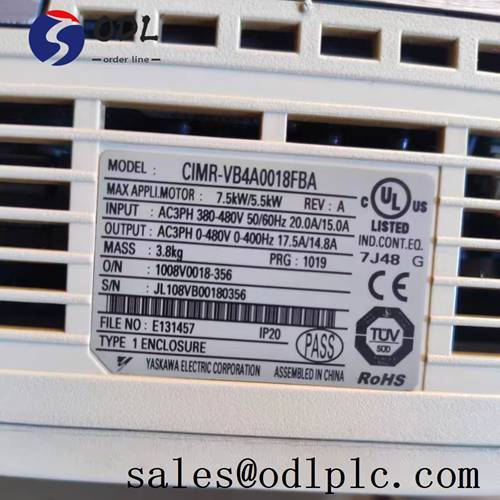 ODL
order line
MODEL : CIMR-VB4A0018FBA
MAX APPLI.MOTOR : 7.5kW/5.5kW REV : A
INPUT : AC3PH 380-480V 50/60Hz 20.0A/15.0A
OUTPUT : AC3PH 0-480V 0-400Hz 17.5A/14.8A
MASS : 3.8kg PRG : 1019
O/N : 1008V0018-356
S/N : JL108VB00180356
FILE NO : E131457 IP20
TYPE 1 ENCLOSURE
YASKAWA ELECTRIC CORPORATION ASSEMBLED IN CHINA
PASS
C UL US
LISTED
IND.CONT.EQ.
7J48 G
CE
TÜV
SÜD
RoHS
sales@odlplc.com